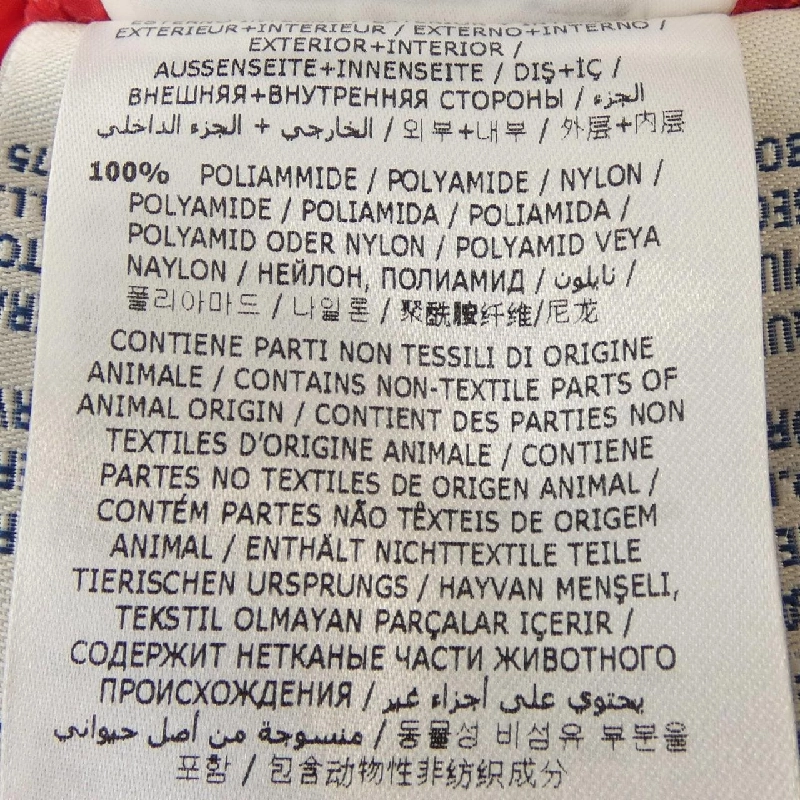 EXTÉRIEUR+INTÉRIEUR / EXTERNO+INTERNO /
EXTERIOR+INTERIOR /
AUSSENSEITE+INNENSEITE / DIŞ+İÇ /
ВНЕШНЯЯ+ВНУТРЕННЯЯ СТОРОНЫ / الجزء
الخارجي + الجزء الداخلي / 외부+내부 / 外层+内层
100% POLIAMMIDE / POLYAMIDE / NYLON /
POLYAMIDE / POLIAMIDA / POLIAMIDA /
POLYAMID ODER NYLON / POLYAMID VEYA
NAYLON / НЕЙЛОН, ПОЛИАМИД / نايلون /
폴리아마드 / 나일론 / 聚酰胺纤维/尼龙
CONTIENE PARTI NON TESSILI DI ORIGINE
ANIMALE / CONTAINS NON-TEXTILE PARTS OF
ANIMAL ORIGIN / CONTIENT DES PARTIES NON
TEXTILES D'ORIGINE ANIMALE / CONTIENE
PARTES NO TEXTILES DE ORIGEN ANIMAL /
CONTÉM PARTES NÃO TÊXTEIS DE ORIGEM
ANIMAL / ENTHÄLT NICHTTEXTILE TEILE
TIERISCHEN URSPRUNGS / HAYVAN MENŞELİ,
TEKSTIL OLMAYAN PARÇALAR IÇERIR /
СОДЕРЖИТ НЕТКАНЫЕ ЧАСТИ ЖИВОТНОГО
ПРОИСХОЖДЕНИЯ / يحتوي على أجزاء غير
منسوجة من أصل حيواني / 동물성 비섬유 부분을
포함 / 包含动物性非纺织成分